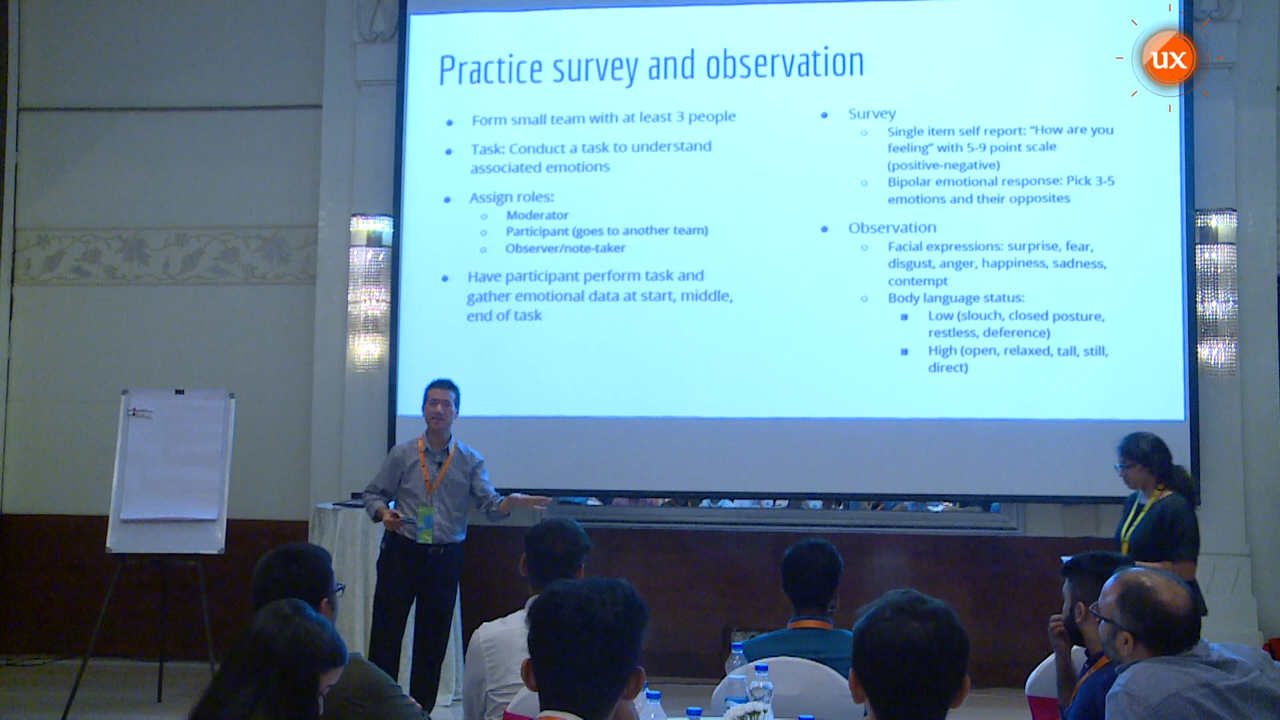 Practice survey and observation
Form small team with at least 3 people
Task: Conduct a task to understand
associated emotions
Assign roles:
Moderator
Participant (goes to another team)
Observer/note-taker
Have participant perform task and
gather emotional data at start, middle,
end of task
Survey
Single item self report: "How are you
feeling" with 5-9 point scale
(positive-negative)
Bipolar emotional response: Pick 3-5
emotions and their opposites
Observation
Facial expressions: surprise, fear,
disgust, anger, happiness, sadness,
contempt
Body language status:
Low (slouch, closed posture,
restless, deference)
High (open, relaxed, tall, still,
direct)
ux